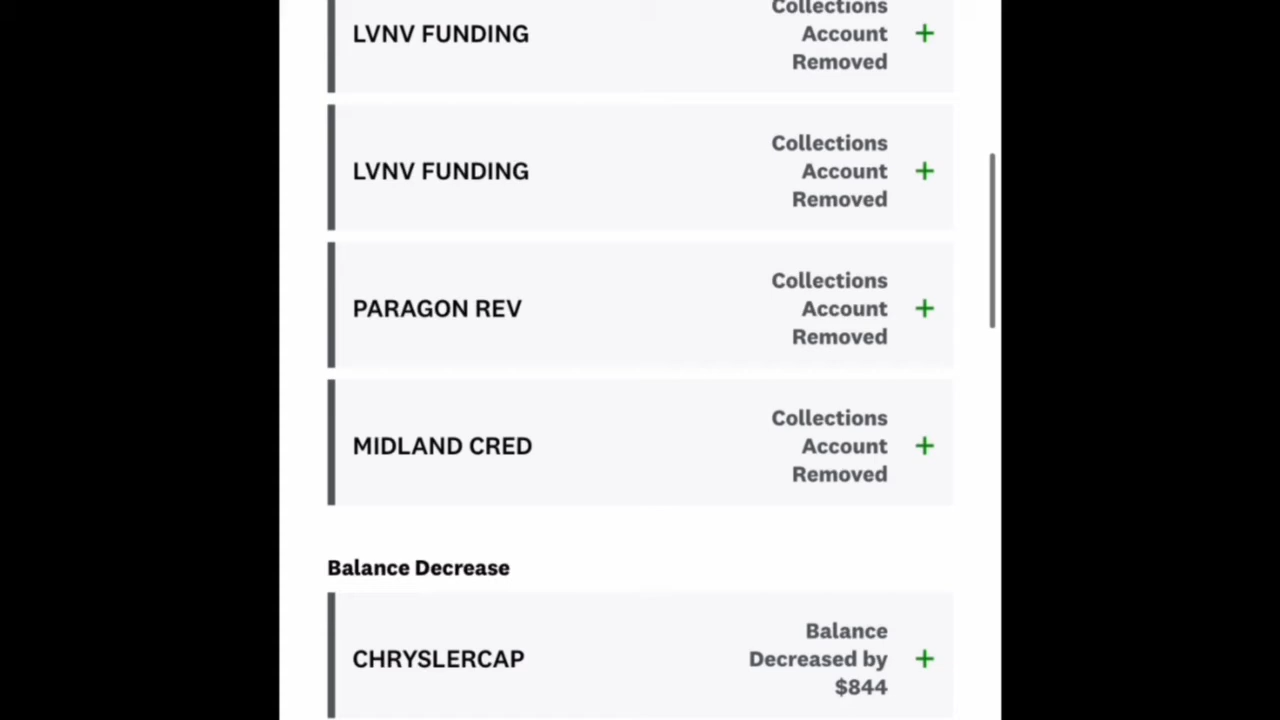 Collections
LVNV FUNDING
Account
Removed
Collections
LVNV FUNDING
Account
Removed
Collections
PARAGON REV
Account
Removed
Collections
MIDLAND CRED
Account
Removed
Balance Decrease
Balance
CHRYSLERCAP
Decreased by
$844